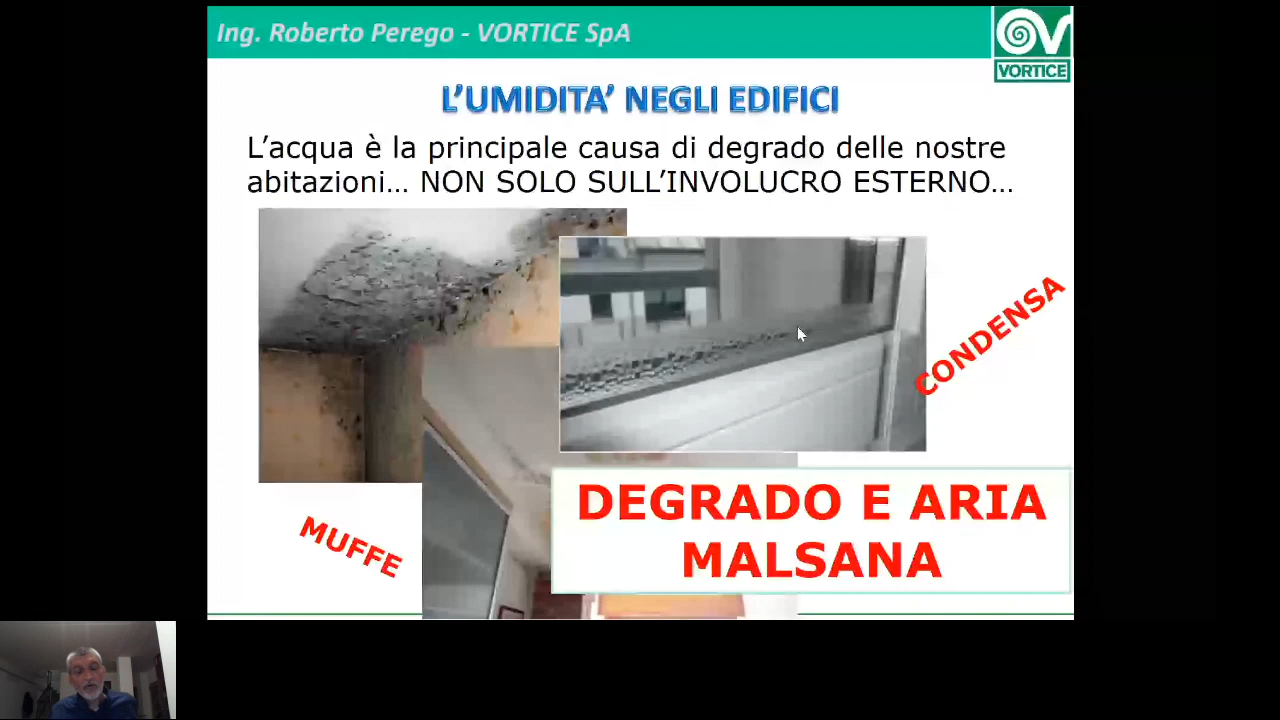 Ing. Roberto Perego - VORTICE SpA
VORTICE
L’UMIDITA’ NEGLI EDIFICI
L’acqua è la principale causa di degrado delle nostre
abitazioni… NON SOLO SULL’INVOLUCRO ESTERNO…
CONDENSA
MUFFE
DEGRADO E ARIA
MALSANA